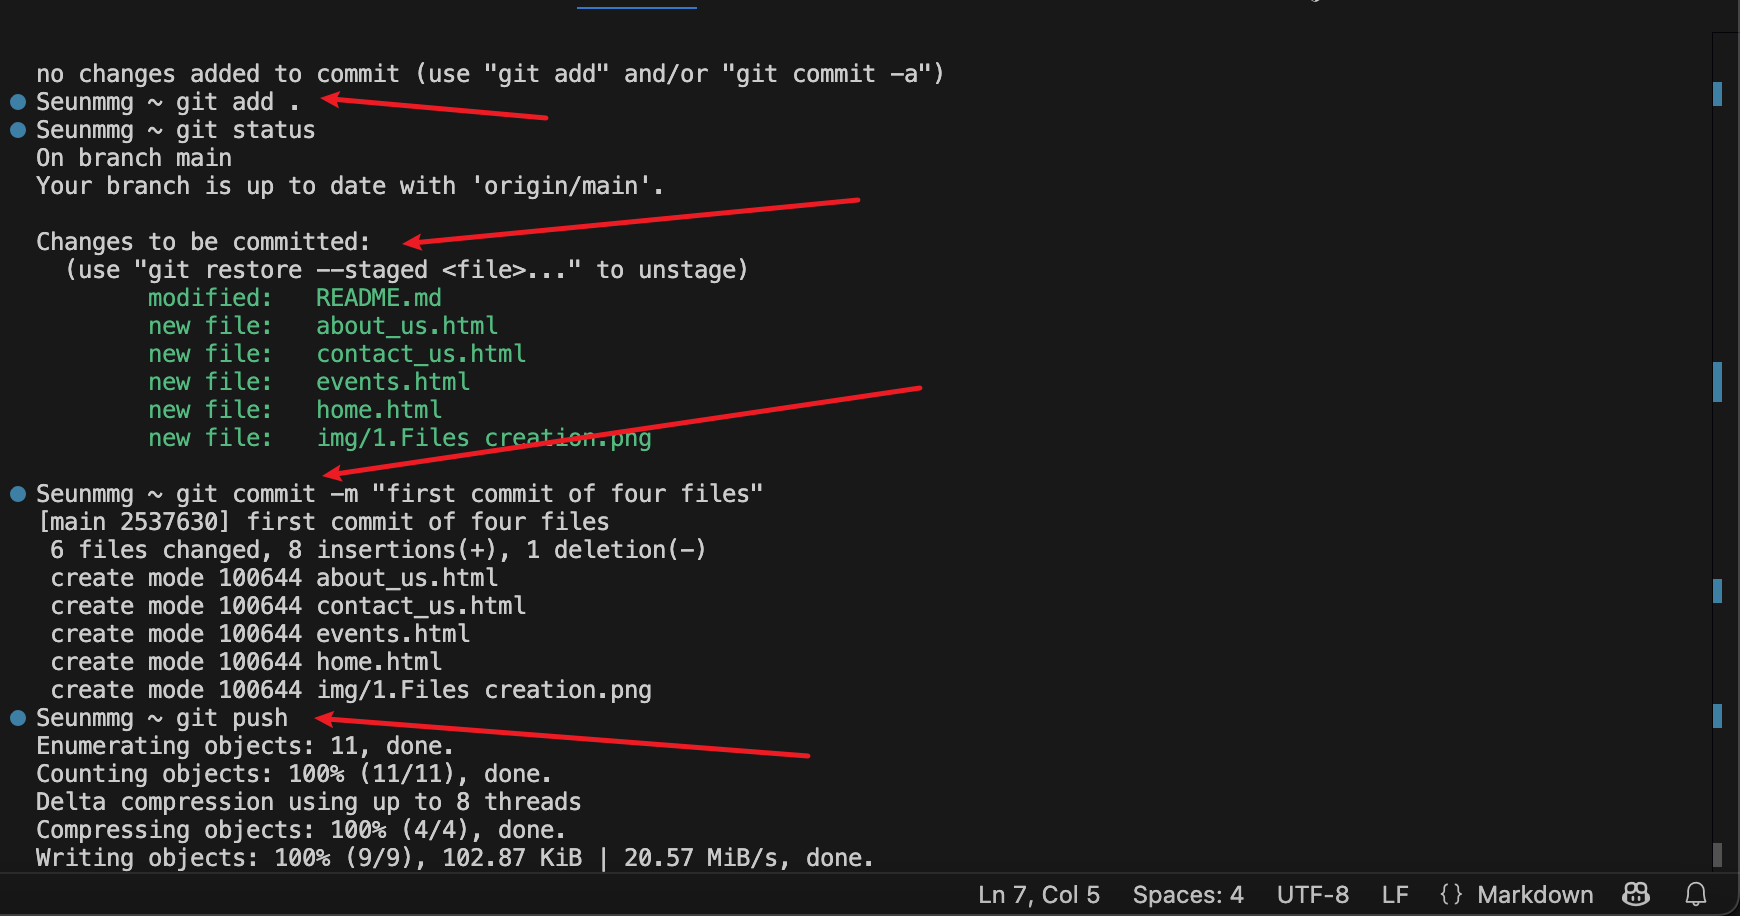 no changes added to commit (use "git add" and/or "git commit -a")
Seunmmg ~ git add .
Seunmmg ~ git status
On branch main
Your branch is up to date with 'origin/main'.
Changes to be committed:
  (use "git restore --staged <file>..." to unstage)
        modified:   README.md
        new file:   about_us.html
        new file:   contact_us.html
        new file:   events.html
        new file:   home.html
        new file:   img/1.Files creation.png
Seunmmg ~ git commit -m "first commit of four files"
[main 2537630] first commit of four files
 6 files changed, 8 insertions(+), 1 deletion(-)
 create mode 100644 about_us.html
 create mode 100644 contact_us.html
 create mode 100644 events.html
 create mode 100644 home.html
 create mode 100644 img/1.Files creation.png
Seunmmg ~ git push
Enumerating objects: 11, done.
Counting objects: 100% (11/11), done.
Delta compression using up to 8 threads
Compressing objects: 100% (4/4), done.
Writing objects: 100% (9/9), 102.87 KiB | 20.57 MiB/s, done.
Ln 7, Col 5 Spaces: 4 UTF-8 LF {} Markdown